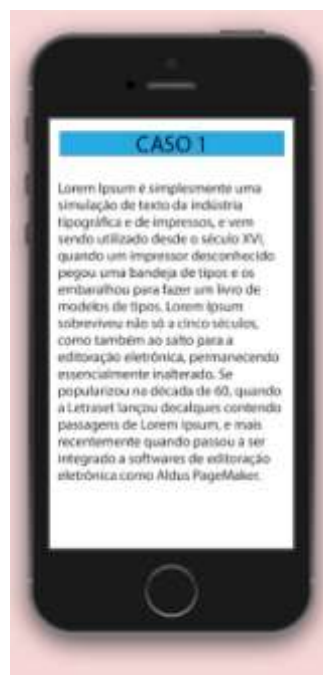 CASO 1
Lorem Ipsum é simplesmente uma
simulação de texto da indústria
tipográfica e de impressos, e vem
sendo utilizado desde o século XVI,
quando um impressor desconhecido
pegou uma bandeja de tipos e os
embaralhou para fazer um livro de
modelos de tipos. Lorem Ipsum
sobreviveu não só a cinco séculos,
como também ao salto para a
editoração eletrônica, permanecendo
essencialmente inalterado. Se
popularizou na década de 60, quando
a Letraset lançou decalques contendo
passagens de Lorem Ipsum, e mais
recentemente quando passou a ser
integrado a softwares de editoração
eletrônica como Aldus PageMaker.